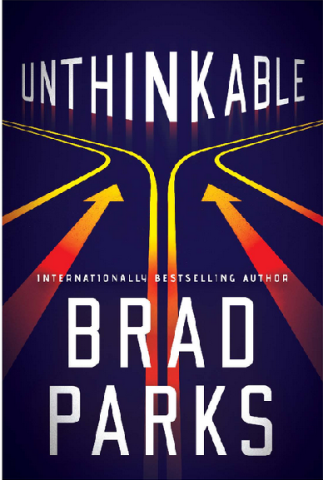 UNTHINKABLE
INTERNATIONALLY BESTSELLING AUTHOR
BRAD
PARKS